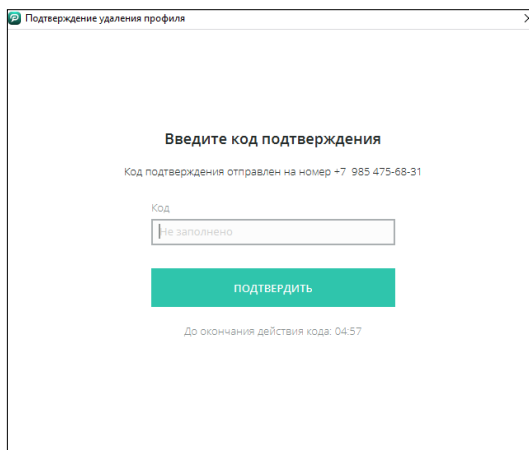 Подтверждение удаления профиля
Введите код подтверждения
Код подтверждения отправлен на номер +7 985 475-68-31
Код
Не заполнено
ПОДТВЕРДИТЬ
До окончания действия кода: 04:57